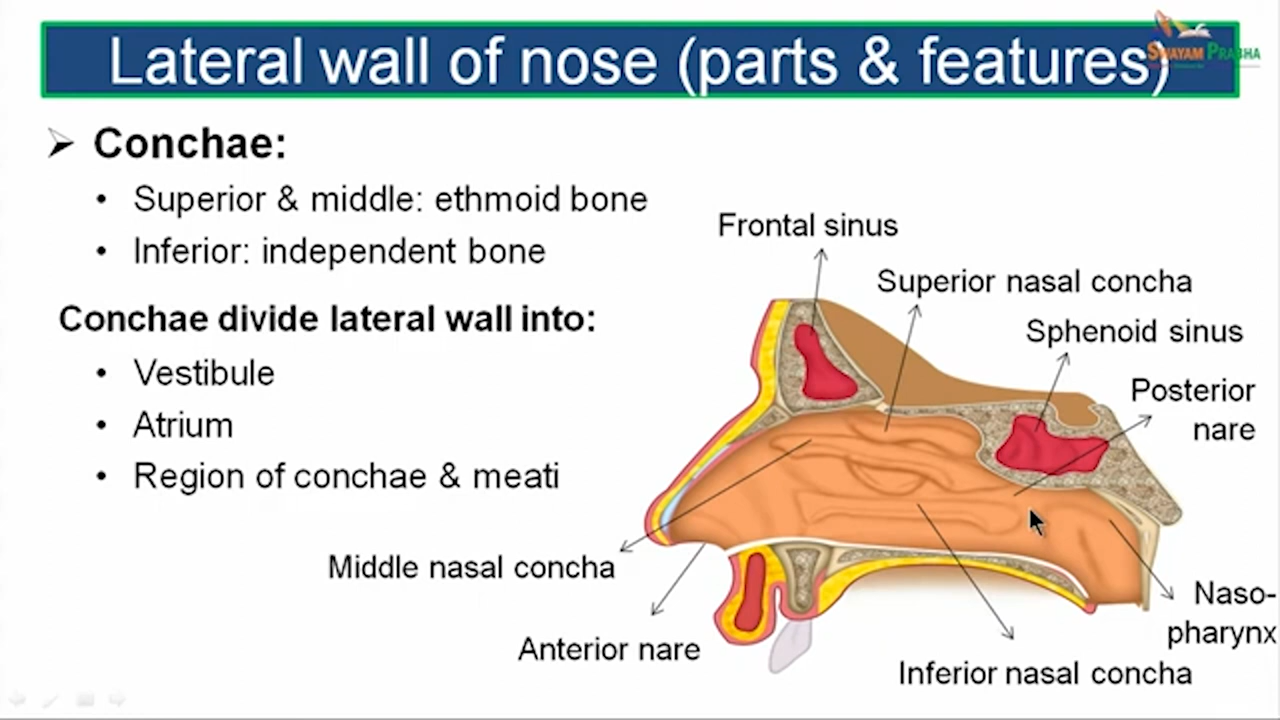 Lateral wall of nose (parts & features)
SWAYAM PRABHA
Conchae:
Superior & middle: ethmoid bone
Inferior: independent bone
Conchae divide lateral wall into:
Vestibule
Atrium
Region of conchae & meati
Frontal sinus
Superior nasal concha
Sphenoid sinus
Posterior
nare
Middle nasal concha
Anterior nare
Naso-
pharynx
Inferior nasal concha